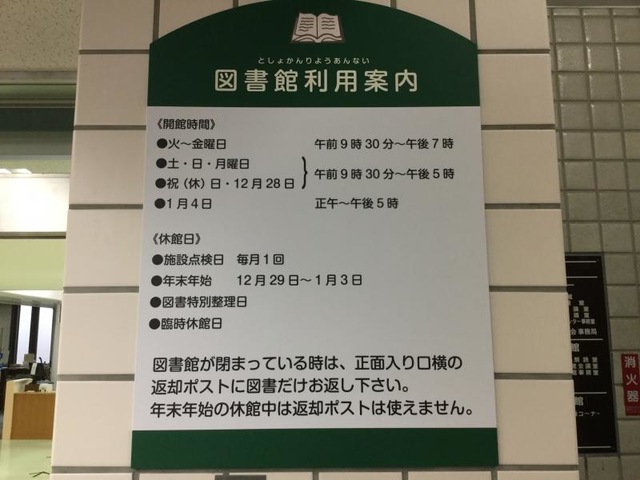 としょかんりようあんない
図書館利用案内
《開館時間》
●火〜金曜日 午前9時30分〜午後7時
●土・日・月曜日
●祝（休）日・12月28日 午前9時30分〜午後5時
●1月4日 正午〜午後5時
《休館日》
●施設点検日 毎月1回
●年末年始 12月29日〜1月3日
●図書特別整理日
●臨時休館日
図書館が閉まっている時は、正面入り口横の
返却ポストに図書だけお返し下さい。
年末年始の休館中は返却ポストは使えません。
事務局
館
コーナー
消火器